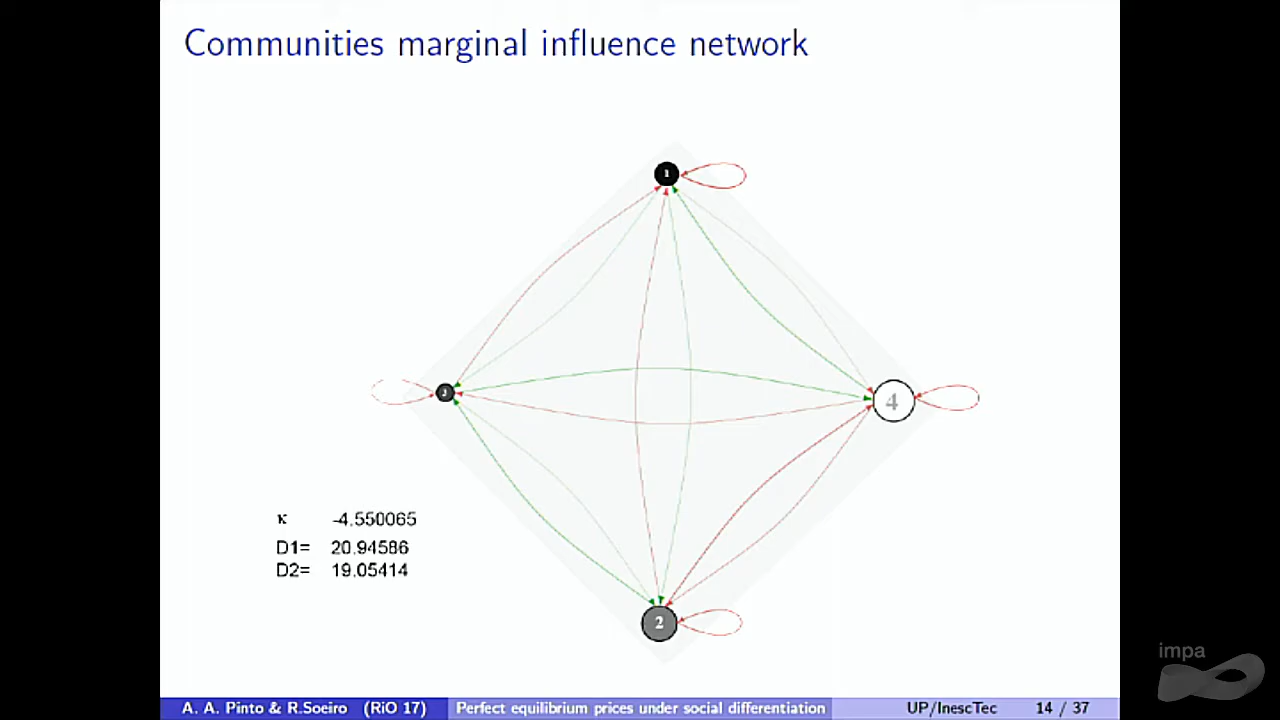 Communities marginal influence network
1
3
4
κ -4.550065
D1= 20.94586
D2= 19.05414
2
impa
A. A. Pinto & R.Soeiro (RiO 17) Perfect equilibrium prices under social differentiation UP/InescTec 14 / 37